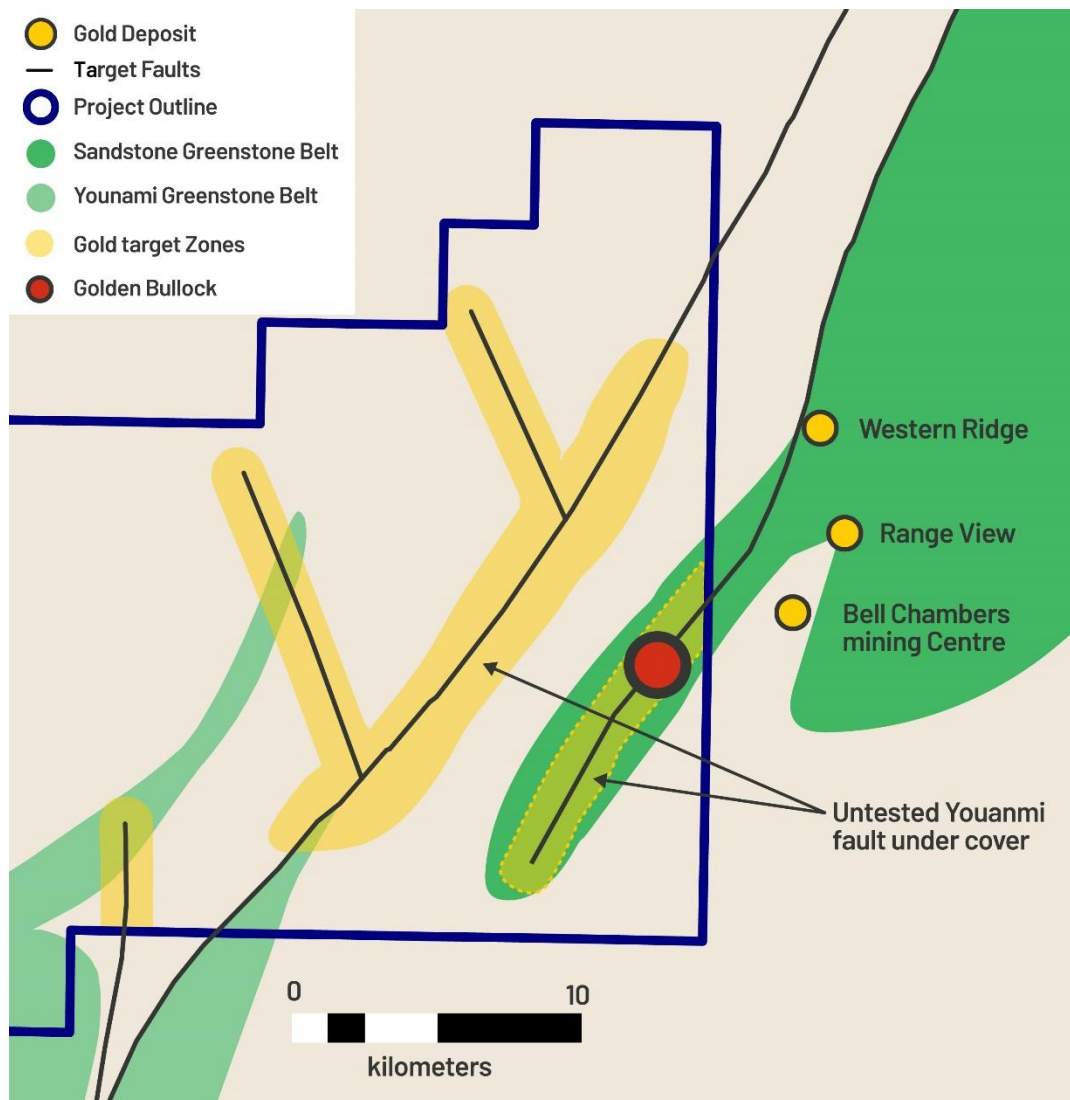 Gold Deposit
Target Faults
Project Outline
Sandstone Greenstone Belt
Younami Greenstone Belt
Gold target Zones
Golden Bullock
Western Ridge
Range View
Bell Chambers
mining Centre
Untested Youanmi
fault under cover
0 10
kilometers